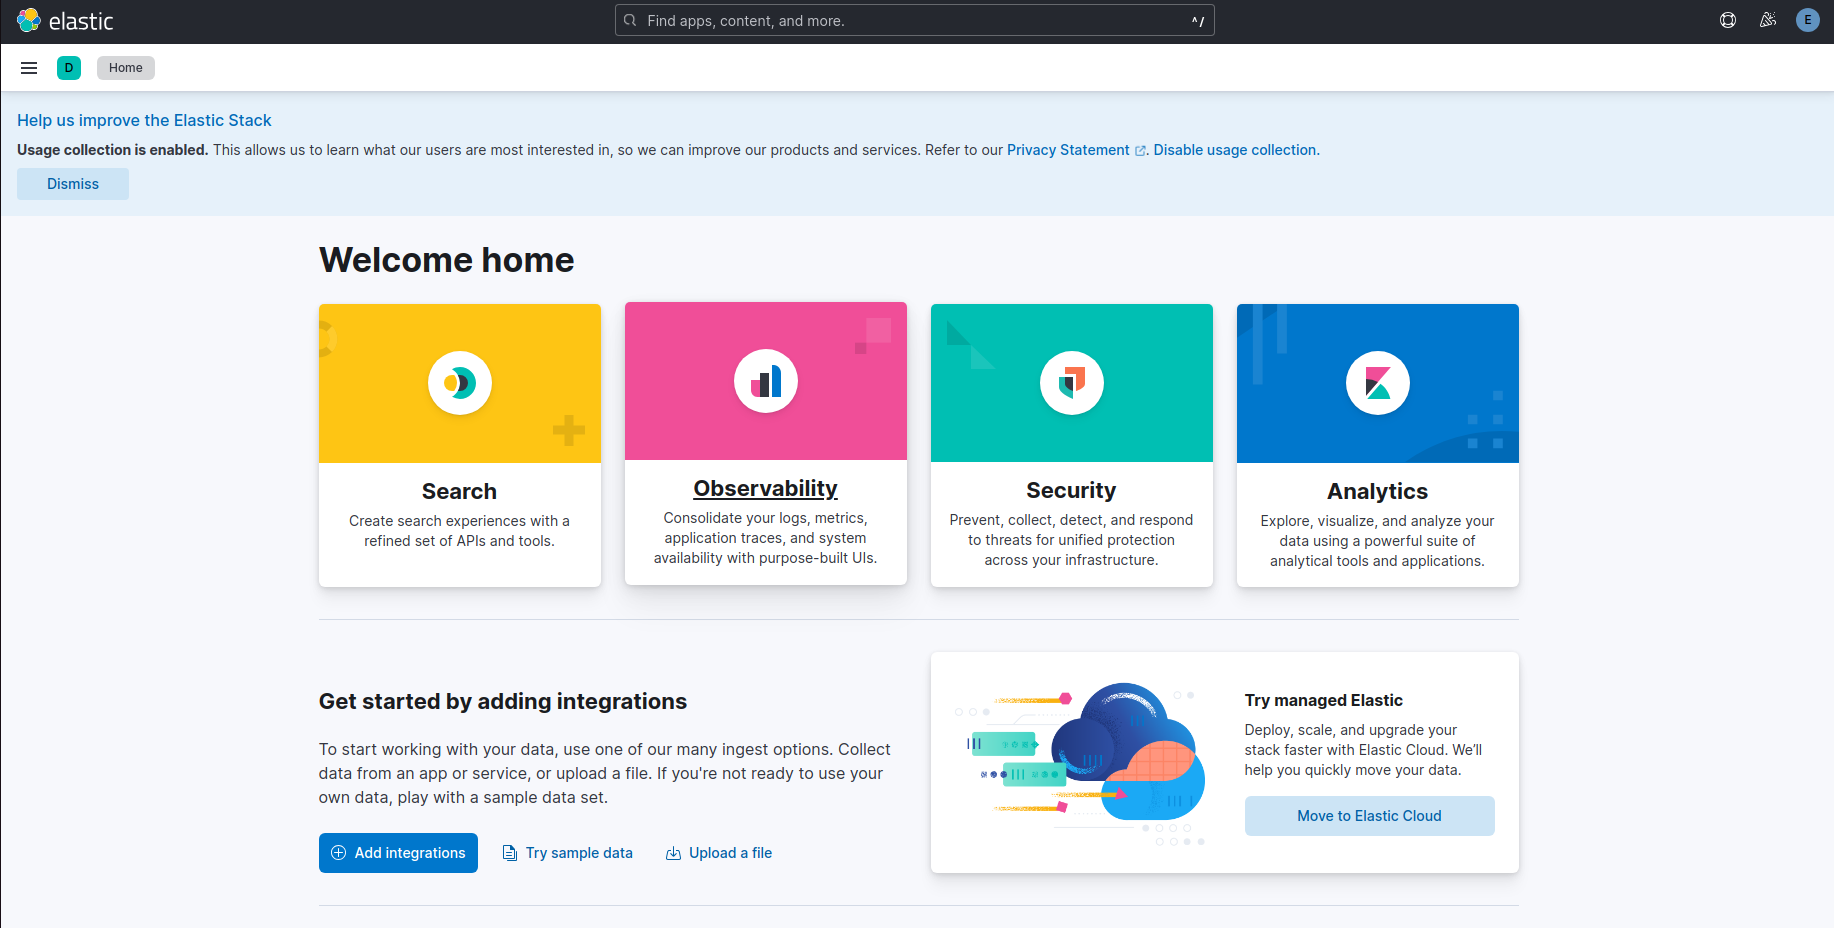 elastic
Find apps, content, and more.
^/
E
D
Home
Help us improve the Elastic Stack
Usage collection is enabled. This allows us to learn what our users are most interested in, so we can improve our products and services. Refer to our Privacy Statement. Disable usage collection.
Dismiss
Welcome home
Search
Create search experiences with a
refined set of APIs and tools.
Observability
Consolidate your logs, metrics,
application traces, and system
availability with purpose-built UIs.
Security
Prevent, collect, detect, and respond
to threats for unified protection
across your infrastructure.
Analytics
Explore, visualize, and analyze your
data using a powerful suite of
analytical tools and applications.
Get started by adding integrations
To start working with your data, use one of our many ingest options. Collect
data from an app or service, or upload a file. If you're not ready to use your
own data, play with a sample data set.
Add integrations
Try sample data
Upload a file
Try managed Elastic
Deploy, scale, and upgrade your
stack faster with Elastic Cloud. We’ll
help you quickly move your data.
Move to Elastic Cloud